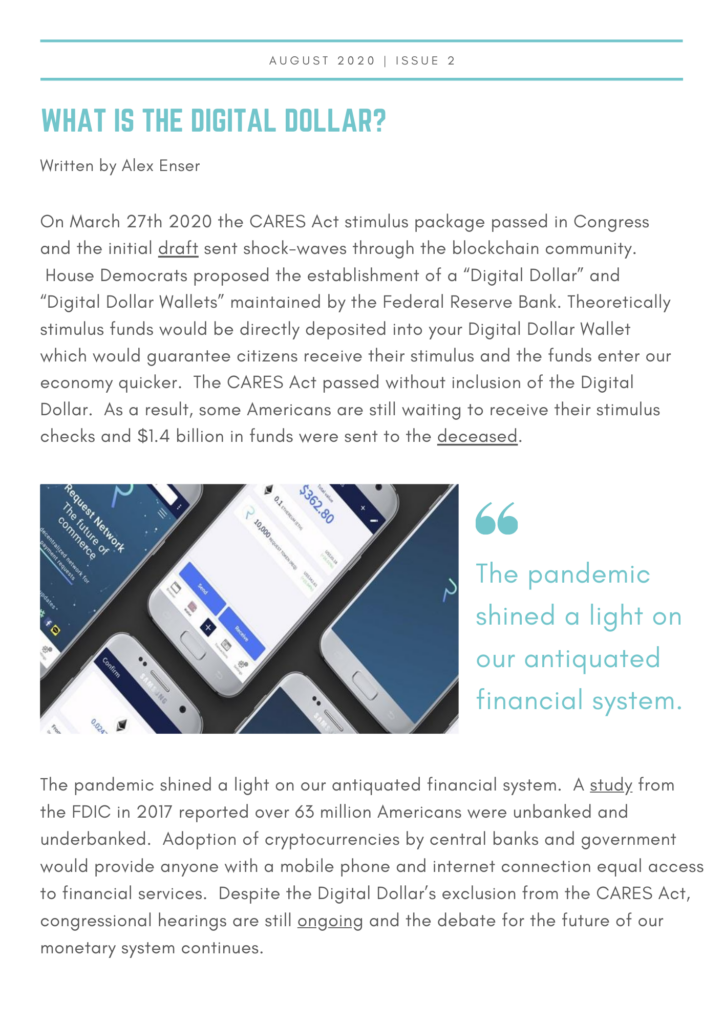 AUGUST 2020 | ISSUE 2
WHAT IS THE DIGITAL DOLLAR?
Written by Alex Enser
On March 27th 2020 the CARES Act stimulus package passed in Congress
and the initial draft sent shock-waves through the blockchain community.
House Democrats proposed the establishment of a “Digital Dollar” and
“Digital Dollar Wallets” maintained by the Federal Reserve Bank. Theoretically
stimulus funds would be directly deposited into your Digital Dollar Wallet
which would guarantee citizens receive their stimulus and the funds enter our
economy quicker. The CARES Act passed without inclusion of the Digital
Dollar. As a result, some Americans are still waiting to receive their stimulus
checks and $1.4 billion in funds were sent to the deceased.
Request Network
The future of
commerce
decentralized network for
payment requests
Total value
$362.80
0.1
10,000
Send
Receive
Confirm
SAMSUNG
“
The pandemic
shined a light on
our antiquated
financial system.
The pandemic shined a light on our antiquated financial system. A study from
the FDIC in 2017 reported over 63 million Americans were unbanked and
underbanked. Adoption of cryptocurrencies by central banks and government
would provide anyone with a mobile phone and internet connection equal access
to financial services. Despite the Digital Dollar’s exclusion from the CARES Act,
congressional hearings are still ongoing and the debate for the future of our
monetary system continues.